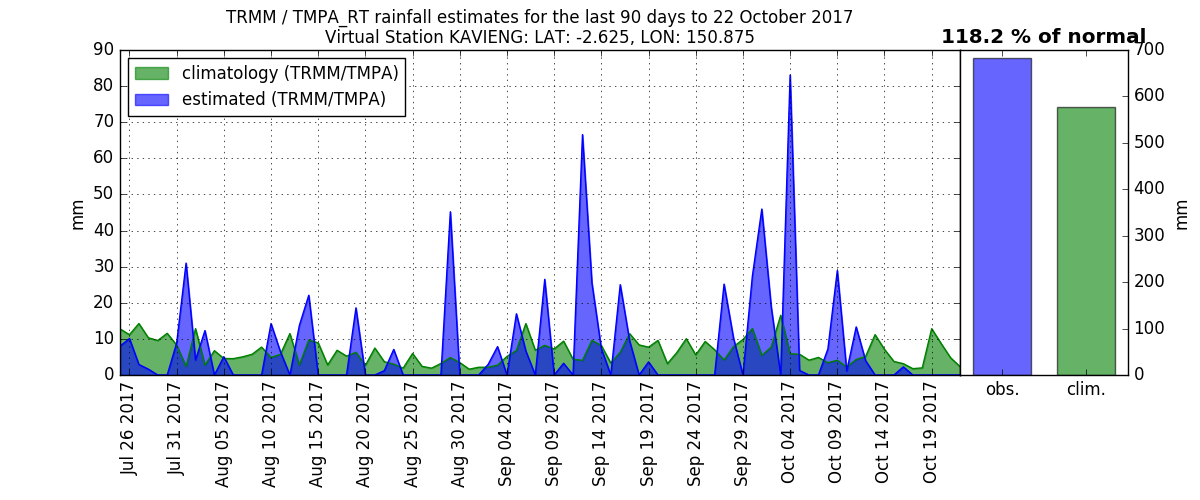 TRMM / TMPA_RT rainfall estimates for the last 90 days to 22 October 2017
Virtual Station KAVIENG: LAT: -2.625, LON: 150.875
118.2 % of normal
climatology (TRMM/TMPA)
estimated (TRMM/TMPA)
90
80
70
60
50
40
30
20
10
0
mm
Jul 26 2017
Jul 31 2017
Aug 05 2017
Aug 10 2017
Aug 15 2017
Aug 20 2017
Aug 25 2017
Aug 30 2017
Sep 04 2017
Sep 09 2017
Sep 14 2017
Sep 19 2017
Sep 24 2017
Sep 29 2017
Oct 04 2017
Oct 09 2017
Oct 14 2017
Oct 19 2017
700
600
500
400
300
200
100
0
mm
obs.
clim.